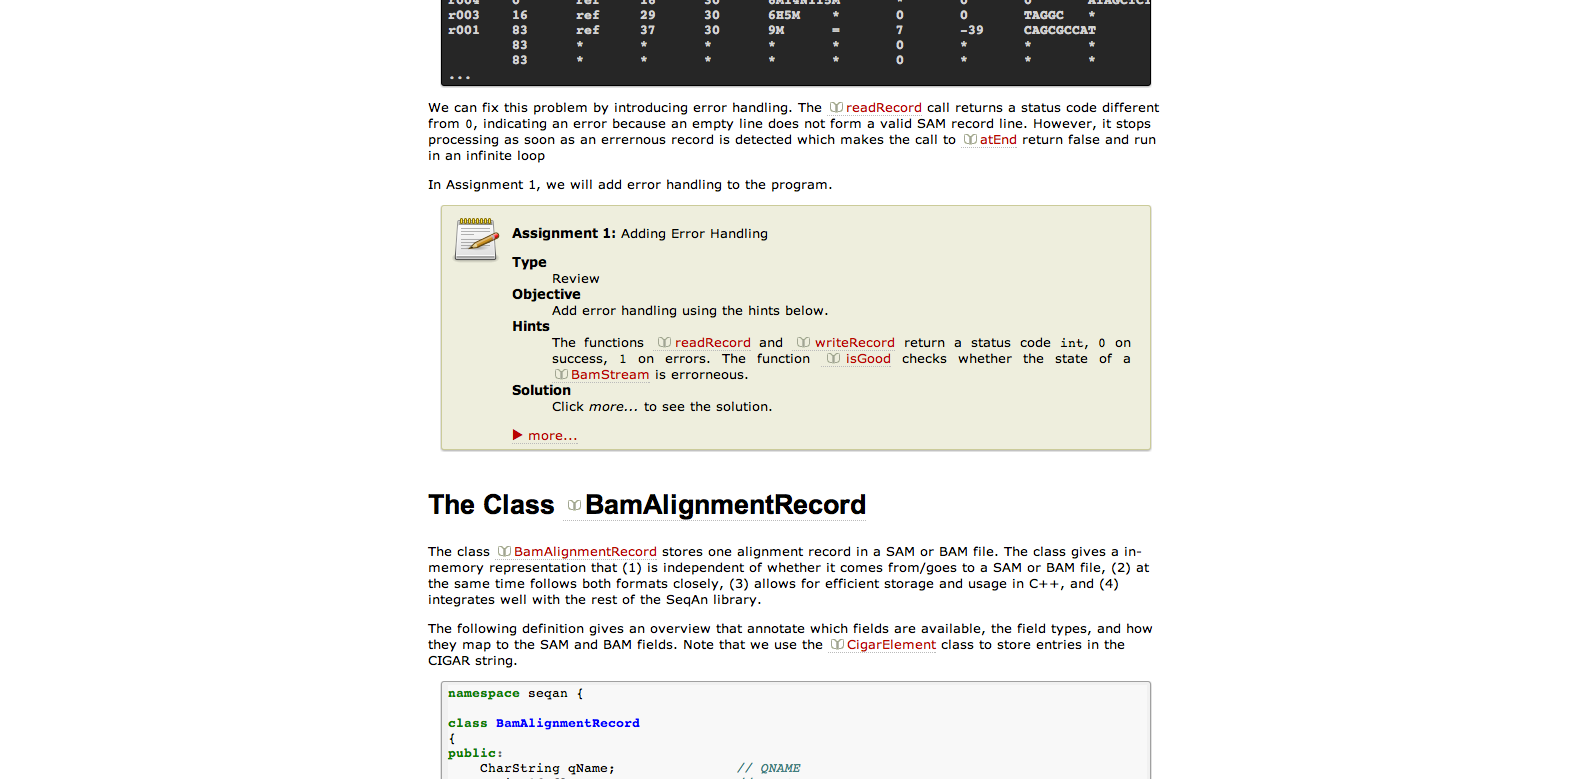 r003 16 ref 29 30 6H5M * 0 0 TAGGC *
r001 83 ref 37 30 9M = 7 -39 CAGCGCCAT
83 * * * * * 0 * * *
83 * * * * * 0 * * *
...
We can fix this problem by introducing error handling. The readRecord call returns a status code different
from 0, indicating an error because an empty line does not form a valid SAM record line. However, it stops
processing as soon as an errernous record is detected which makes the call to atEnd return false and run
in an infinite loop
In Assignment 1, we will add error handling to the program.
Assignment 1: Adding Error Handling
Type
Review
Objective
Add error handling using the hints below.
Hints
The functions readRecord and writeRecord return a status code int, 0 on
success, 1 on errors. The function isGood checks whether the state of a
BamStream is errorneous.
Solution
Click more... to see the solution.
more...
The Class BamAlignmentRecord
The class BamAlignmentRecord stores one alignment record in a SAM or BAM file. The class gives a in-
memory representation that (1) is independent of whether it comes from/goes to a SAM or BAM file, (2) at
the same time follows both formats closely, (3) allows for efficient storage and usage in C++, and (4)
integrates well with the rest of the SeqAn library.
The following definition gives an overview that annotate which fields are available, the field types, and how
they map to the SAM and BAM fields. Note that we use the CigarElement class to store entries in the
CIGAR string.
namespace seqan {
class BamAlignmentRecord
{
public:
CharString qName; // QNAME